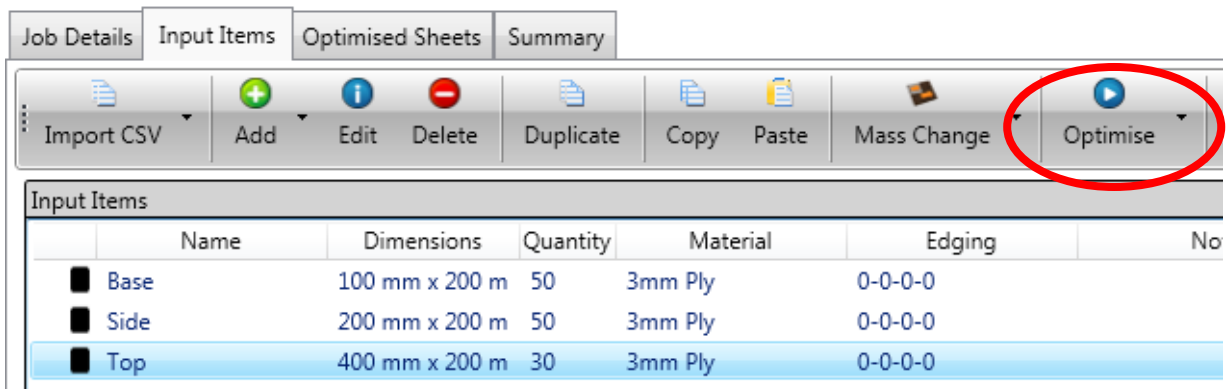 Job Details Input Items Optimised Sheets Summary
Import CSV Add Edit Delete Duplicate Copy Paste Mass Change Optimise
Input Items
Name Dimensions Quantity Material Edging No
Base 100 mm x 200 m 50 3mm Ply 0-0-0-0
Side 200 mm x 200 m 50 3mm Ply 0-0-0-0
Top 400 mm x 200 m 30 3mm Ply 0-0-0-0